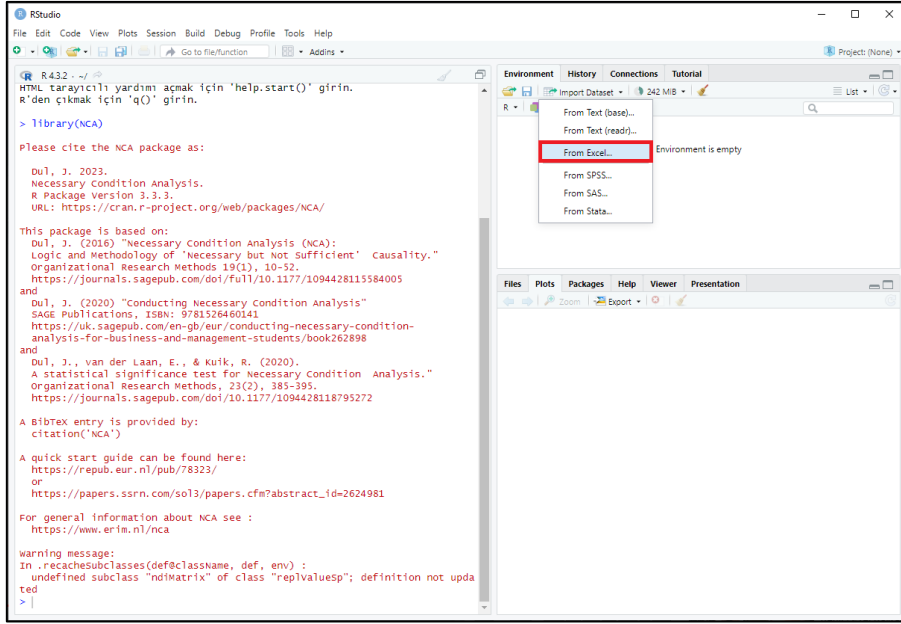 RStudio
File Edit Code View Plots Session Build Debug Profile Tools Help
Go to file/function
Addins
Project: (None)
R 4.3.2 · ~/
HTML tarayıcılı yardımı açmak için 'help.start()' girin.
R'den çıkmak için 'q()' girin.
> library(NCA)
Please cite the NCA package as:
Dul, J. 2023.
Necessary Condition Analysis.
R Package Version 3.3.3.
URL: https://cran.r-project.org/web/packages/NCA/
This package is based on:
Dul, J. (2016) "Necessary Condition Analysis (NCA):
Logic and Methodology of 'Necessary but Not Sufficient' Causality."
Organizational Research Methods 19(1), 10-52.
https://journals.sagepub.com/doi/full/10.1177/1094428115584005
and
Dul, J. (2020) "Conducting Necessary Condition Analysis"
SAGE Publications, ISBN: 9781526460141
https://uk.sagepub.com/en-gb/eur/conducting-necessary-condition-
analysis-for-business-and-management-students/book262898
and
Dul, J., van der Laan, E., & Kuik, R. (2020).
A statistical significance test for Necessary Condition Analysis."
Organizational Research Methods, 23(2), 385-395.
https://journals.sagepub.com/doi/10.1177/1094428118795272
A BibTeX entry is provided by:
citation('NCA')
A quick start guide can be found here:
https://repub.eur.nl/pub/78323/
or
https://papers.ssrn.com/sol3/papers.cfm?abstract_id=2624981
For general information about NCA see :
https://www.erim.nl/nca
Warning message:
In .recacheSubclasses(def@className, def, env) :
undefined subclass "ndiMatrix" of class "replValueSp"; definition not upda
ted
>
Environment History Connections Tutorial
Import Dataset 242 MiB List
R
From Text (base)...
From Text (readr)...
From Excel...
From SPSS...
From SAS...
From Stata...
Environment is empty
Files Plots Packages Help Viewer Presentation
Zoom Export